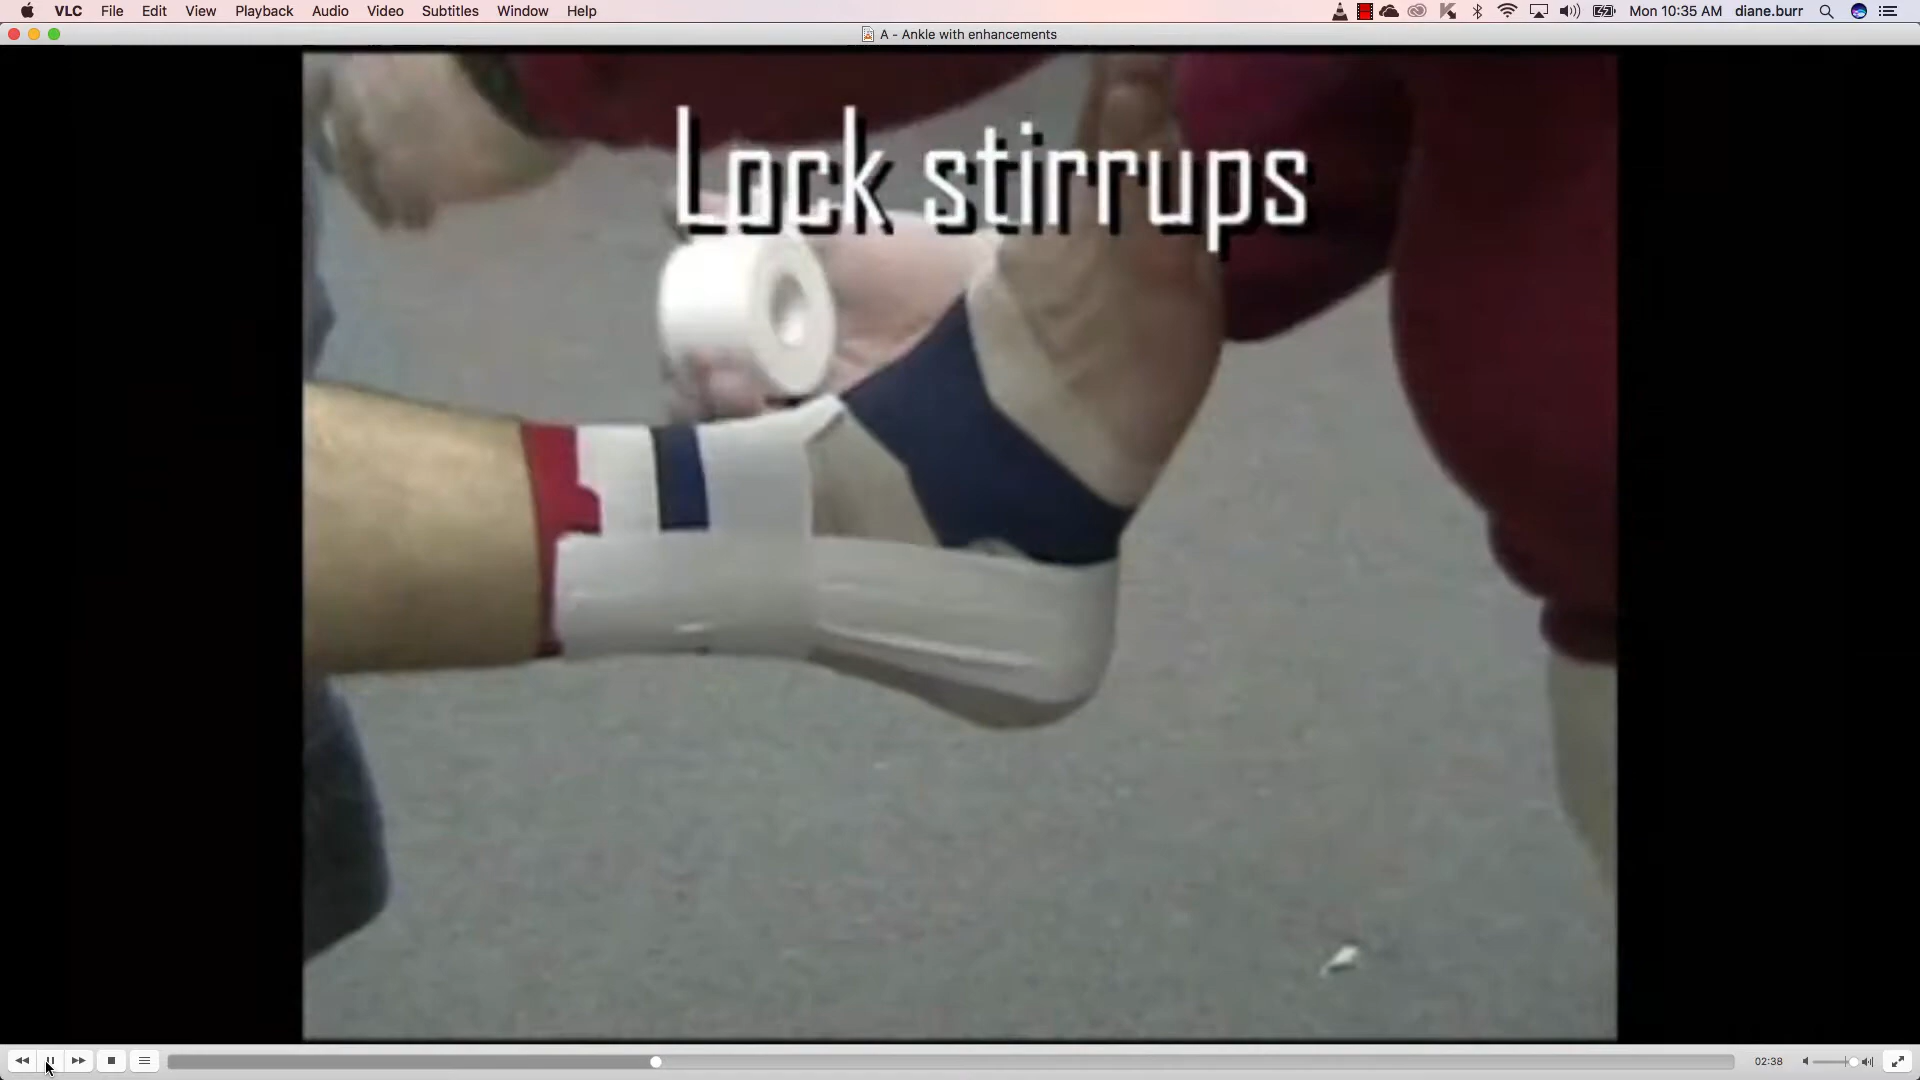 VLC File Edit View Playback Audio Video Subtitles Window Help Mon 10:35 AM diane.burr
A - Ankle with enhancements
Lock stirrups
02:38